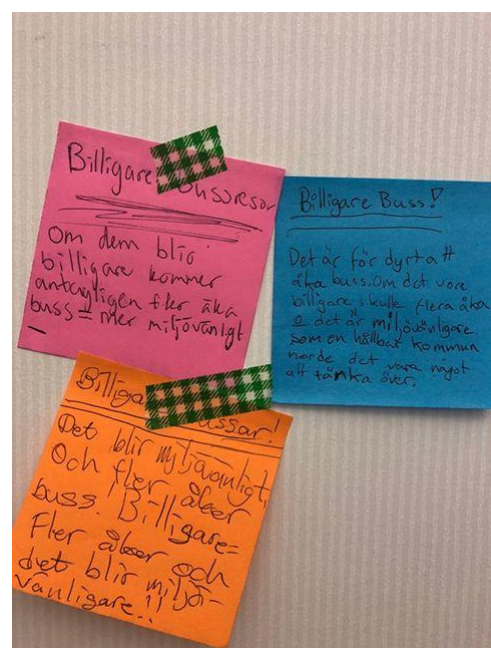 Billigare bussresor
Om dem blir
billigare kommer
antagligen fler åka
buss = mer miljövänligt
Billigare Buss!
Det är för dyrt att
åka buss. Om det vore
billigare skulle flera åka
o det är miljövänligare
som en hållbar kommun
borde det vara något
att tänka över.
Billiga ssar!
Det blir miljövänligt,
Och fler åker
buss! Billigare=
Fler åker och
det blir miljö-
vänligare!!